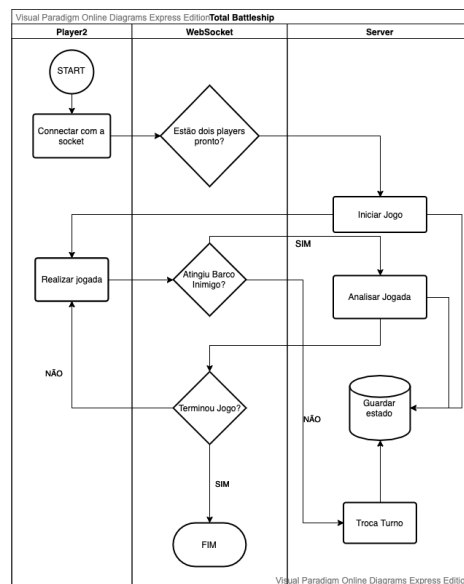 Visual Paradigm Online Diagrams Express Edition
Total Battleship
Player2
WebSocket
Server
START
Connectar com a
socket
Estão dois players
pronto?
Iniciar Jogo
SIM
Realizar jogada
Atingiu Barco
Inimigo?
Analisar Jogada
NÃO
Terminou Jogo?
Guardar
estado
NÃO
SIM
Troca Turno
FIM
Visual Paradigm Online Diagrams Express Editio